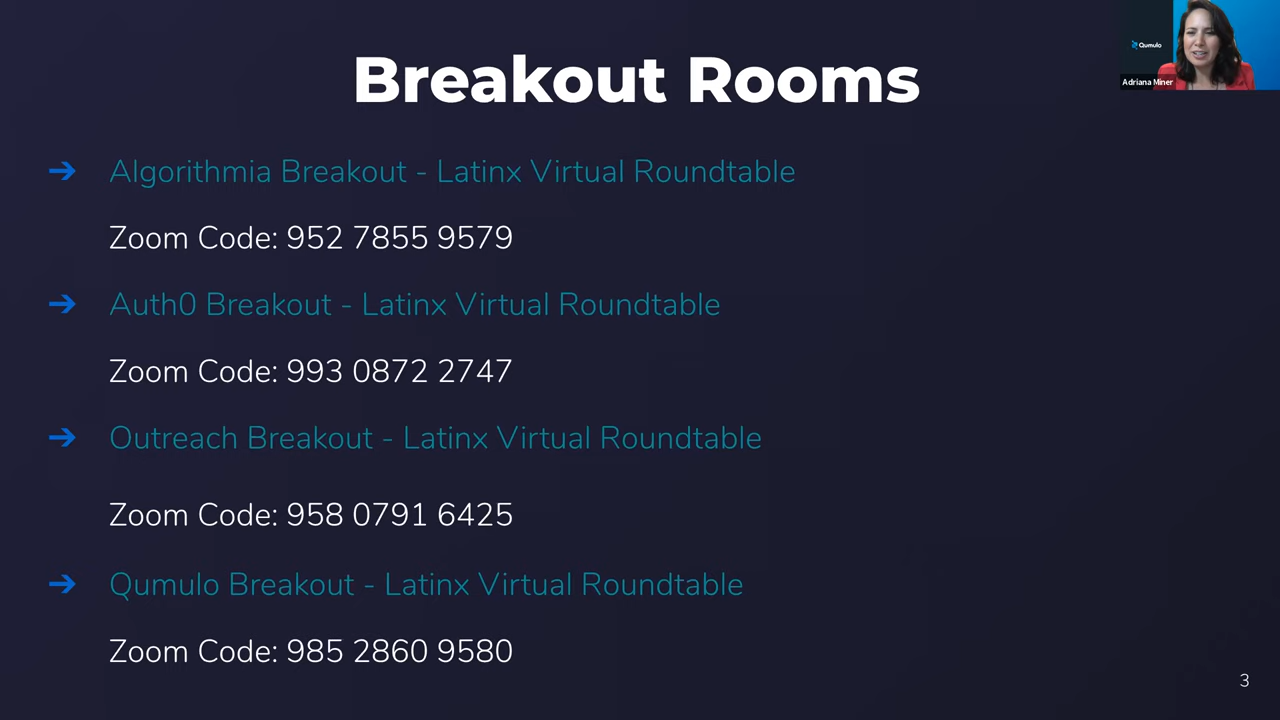 Breakout Rooms
Qumulo
Adriana Miner
➔ Algorithmia Breakout - Latinx Virtual Roundtable
Zoom Code: 952 7855 9579
➔ Auth0 Breakout - Latinx Virtual Roundtable
Zoom Code: 993 0872 2747
➔ Outreach Breakout - Latinx Virtual Roundtable
Zoom Code: 958 0791 6425
➔ Qumulo Breakout - Latinx Virtual Roundtable
Zoom Code: 985 2860 9580
3